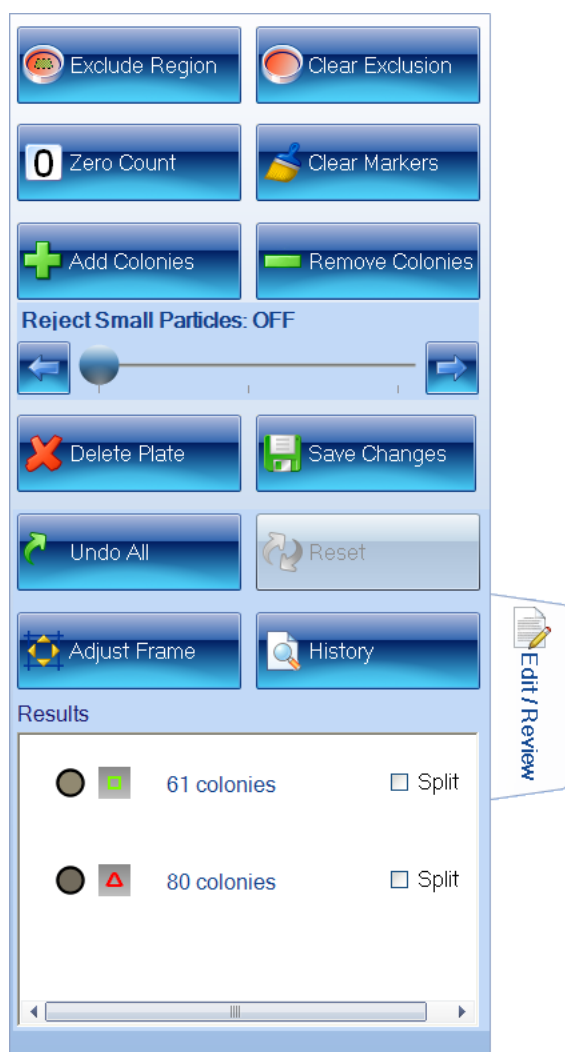 Exclude Region
Clear Exclusion
0 Zero Count
Clear Markers
Add Colonies
Remove Colonies
Reject Small Particles: OFF
Delete Plate
Save Changes
Undo All
Reset
Adjust Frame
History
Edit / Review
Results
61 colonies
Split
80 colonies
Split